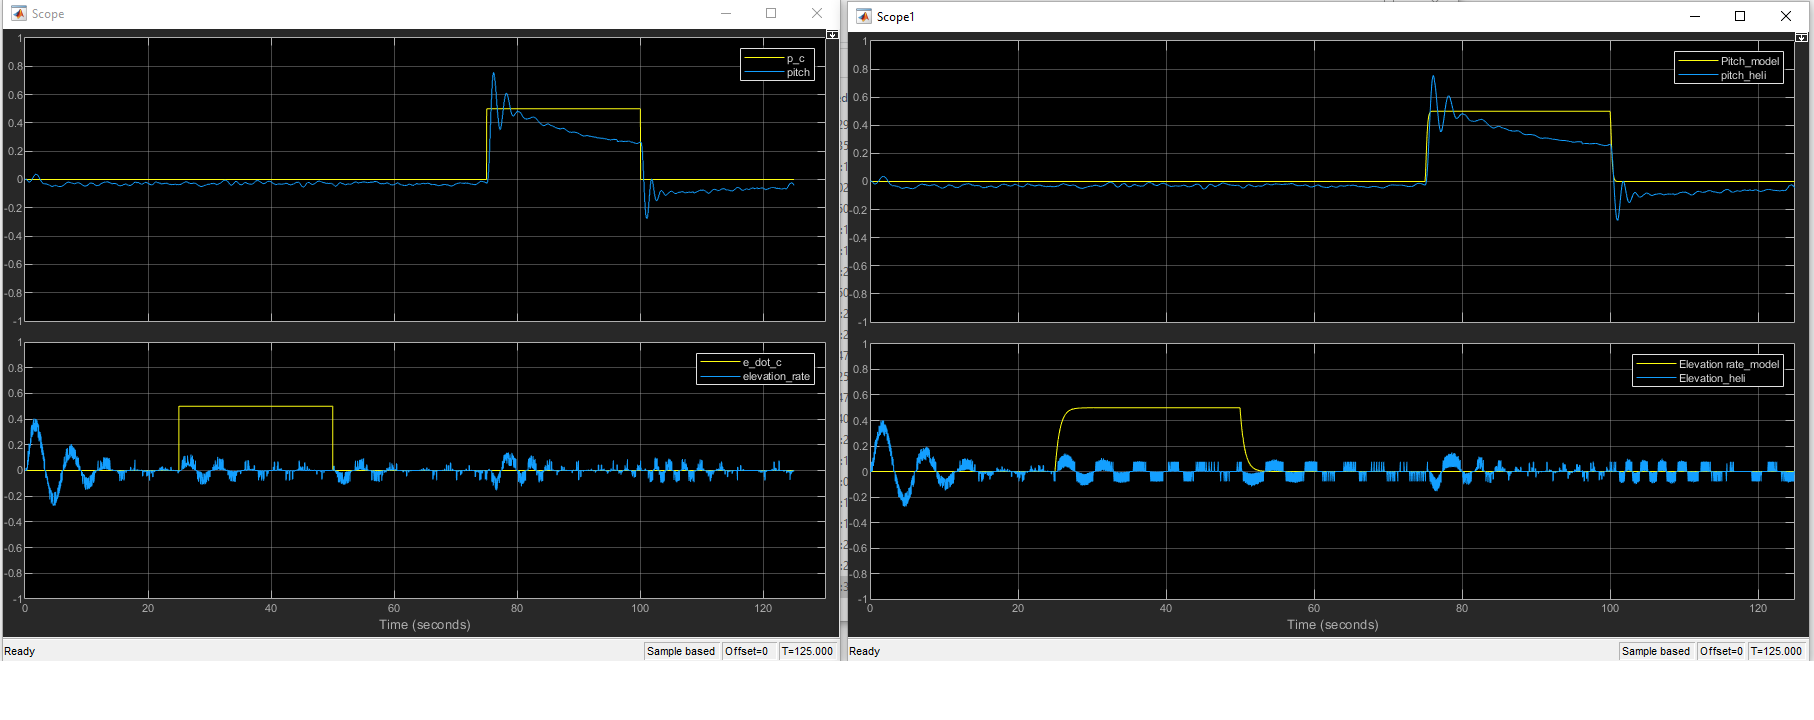 Scope
1
0.8
0.6
0.4
0.2
0
-0.2
-0.4
-0.6
-0.8
-1
p_c
pitch
1
0.8
0.6
0.4
0.2
0
-0.2
-0.4
-0.6
-0.8
-1
e_dot_c
elevation_rate
0 20 40 60 80 100 120
Time (seconds)
Ready Sample based Offset=0 T=125.000
Scope1
1
0.8
0.6
0.4
0.2
0
-0.2
-0.4
-0.6
-0.8
-1
Pitch_model
pitch_heli
1
0.8
0.6
0.4
0.2
0
-0.2
-0.4
-0.6
-0.8
-1
Elevation rate_model
Elevation_heli
0 20 40 60 80 100 120
Time (seconds)
Ready Sample based Offset=0 T=125.000